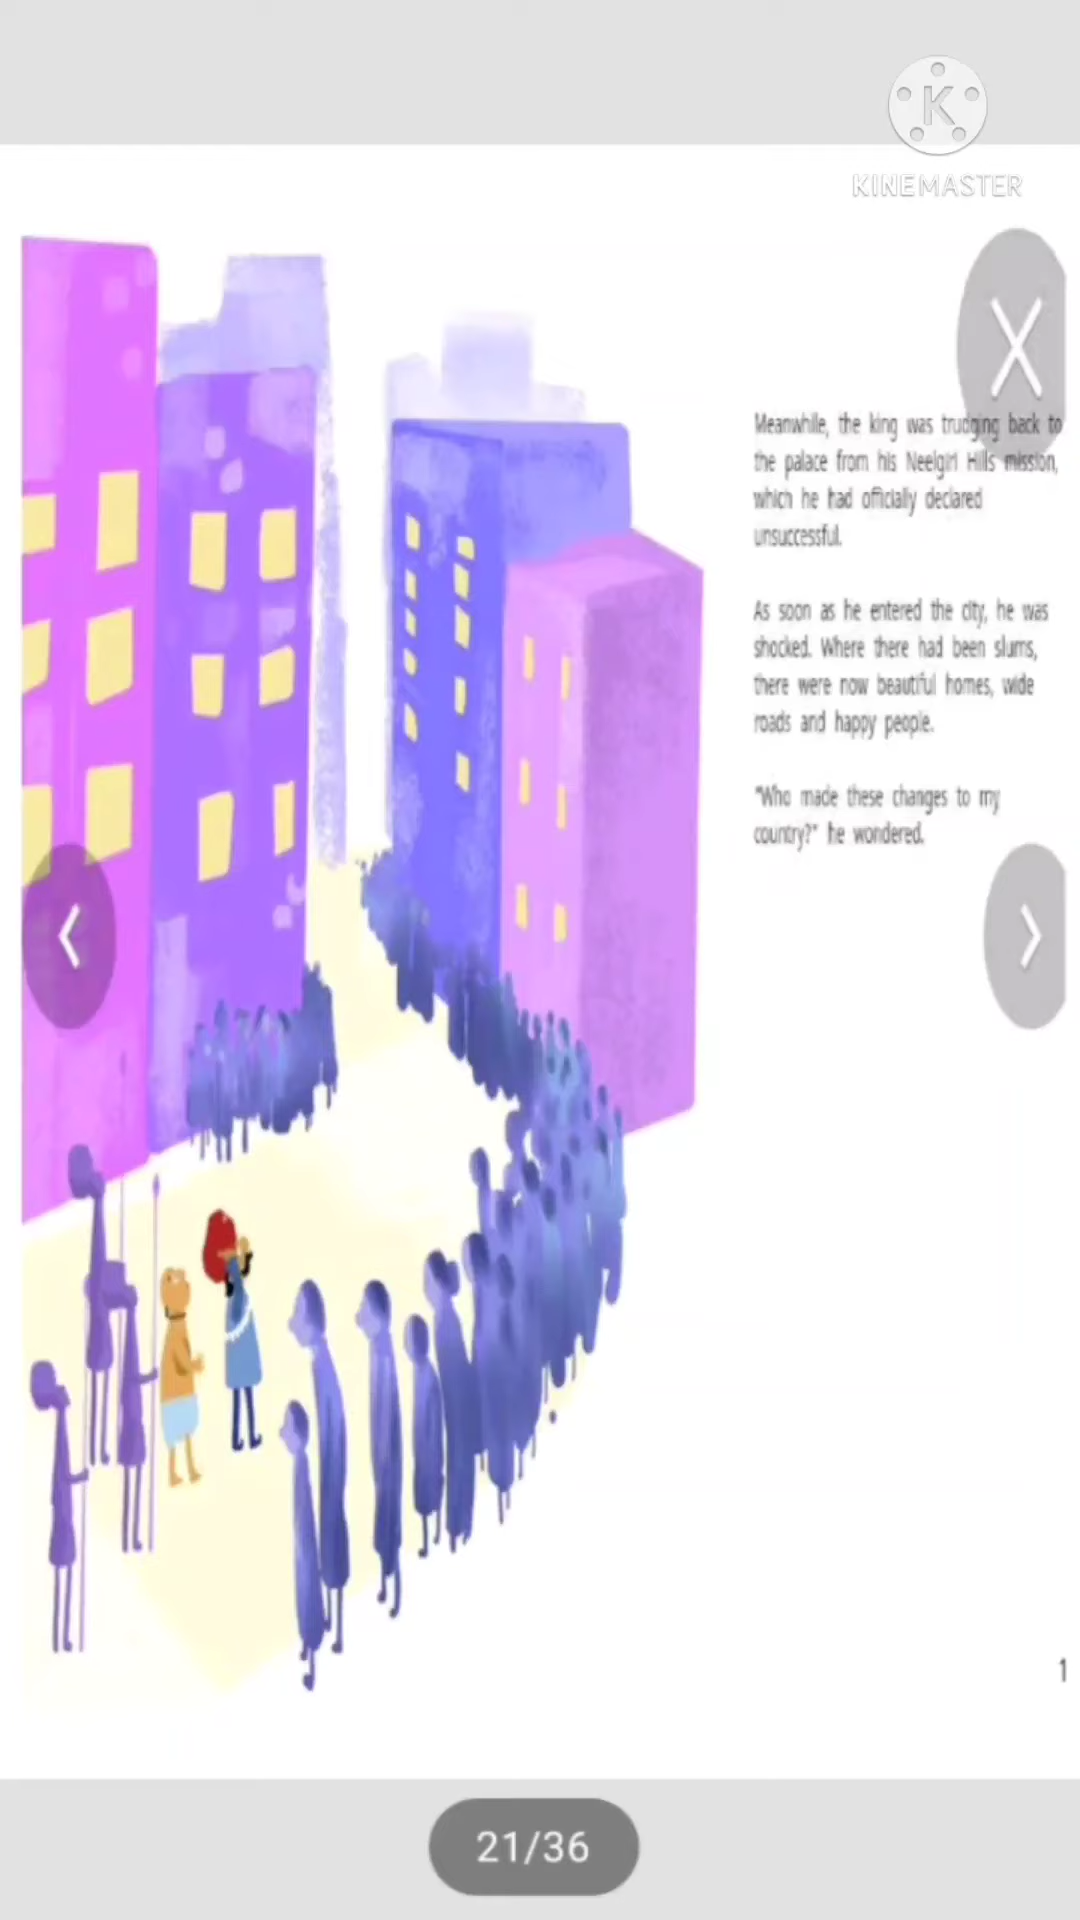 K
KINEMASTER
Meanwhile, the king was trudging back to
the palace from his Neelgiri Hills mission,
which he had officially declared
unsuccessful.
As soon as he entered the city, he was
shocked. Where there had been slums,
there were now beautiful homes, wide
roads and happy people.
"Who made these changes to my
country?" he wondered.
1
21/36